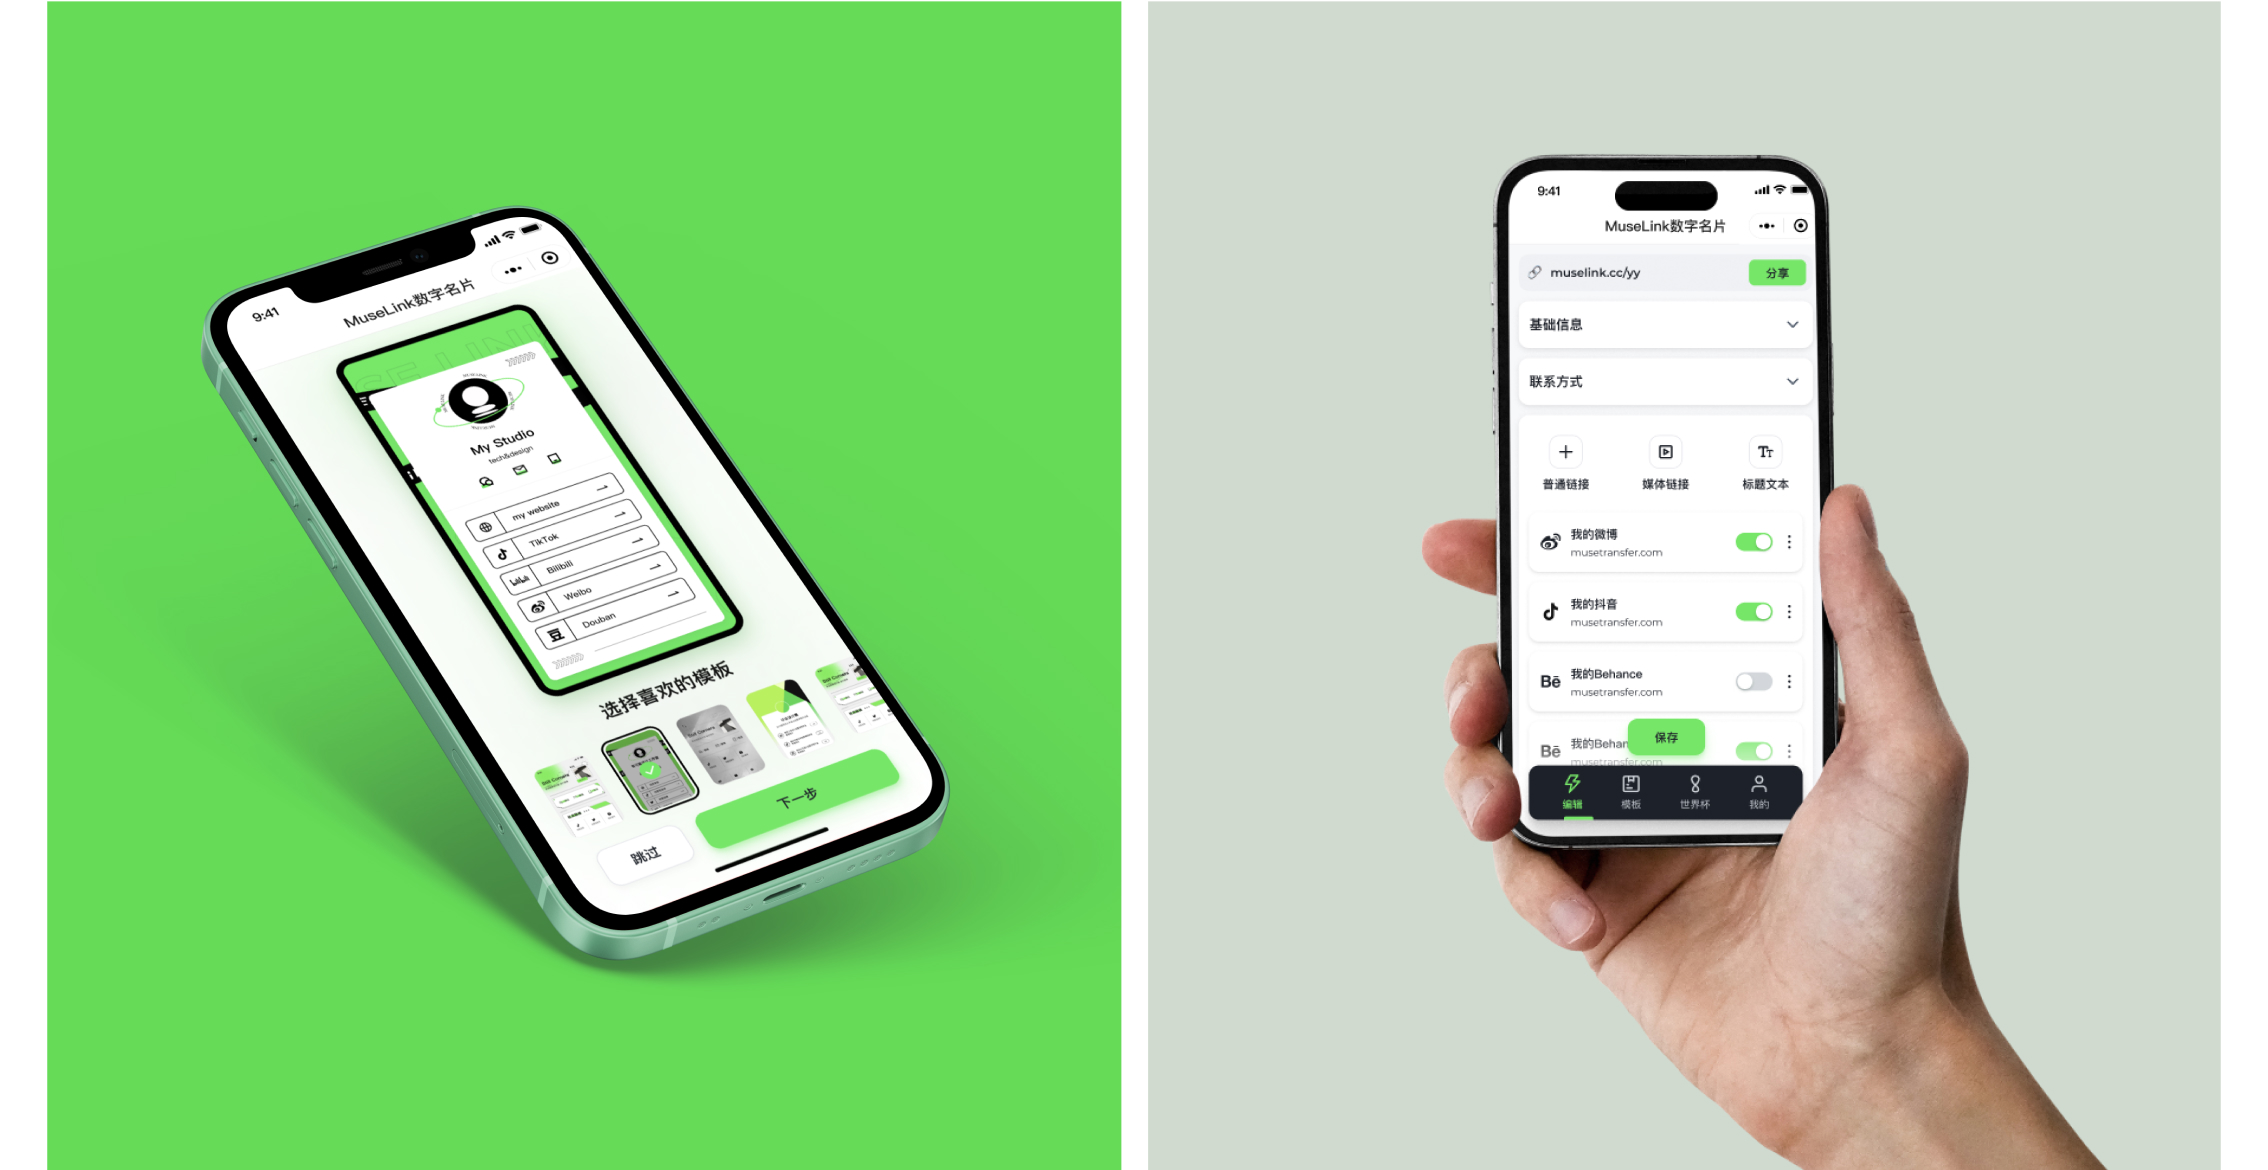 9:41
MuseLink数字名片
SE LINK
My Studio
tech&design
my website
TikTok
Bilibili
Weibo
Douban
选择喜欢的模板
跳过
下一步
9:41
MuseLink数字名片
muselink.cc/yy
分享
基础信息
联系方式
普通链接
媒体链接
标题文本
我的微博
musetransfer.com
我的抖音
musetransfer.com
Bē
我的Behance
musetransfer.com
Bē
我的Behan
musetransfer.com
保存
编辑
模板
世界杯
我的